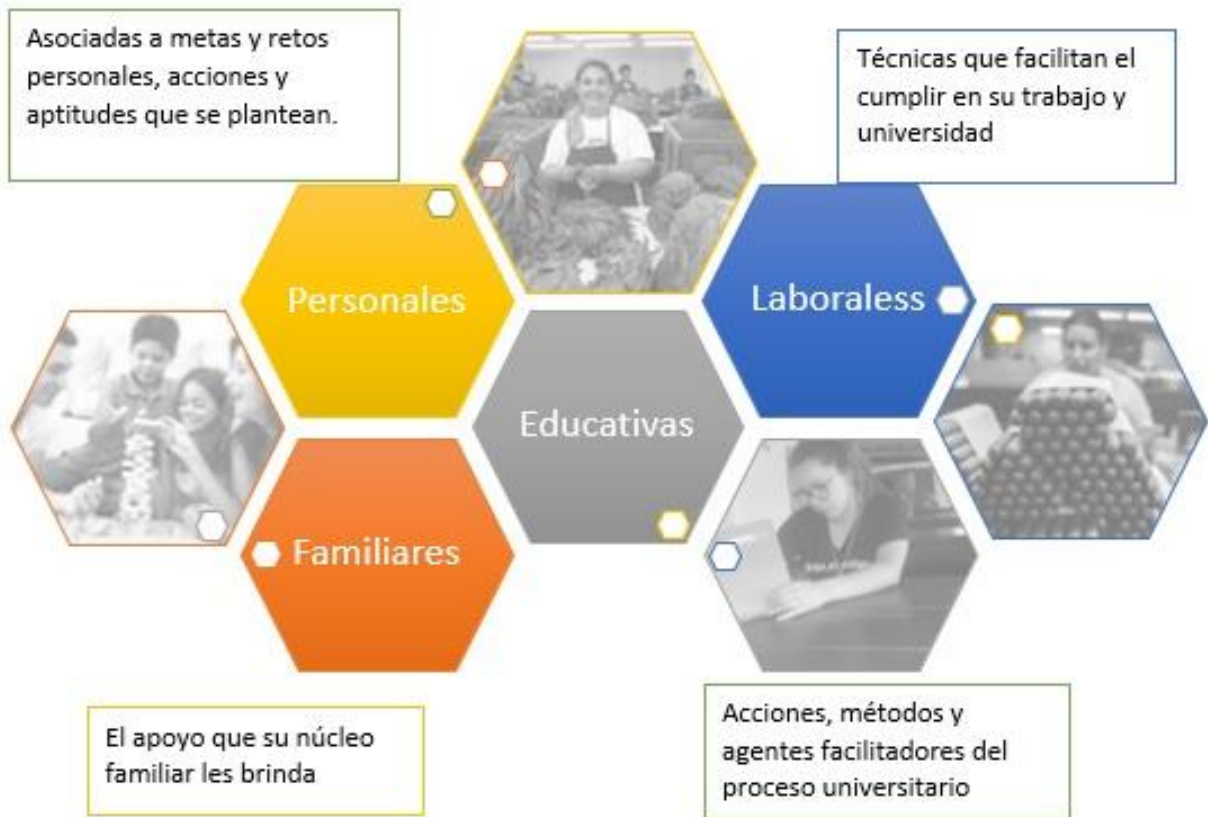 Asociadas a metas y retos
personales, acciones y
aptitudes que se plantean.
Técnicas que facilitan el
cumplir en su trabajo y
universidad
Personales
Laboraless
Educativas
Familiares
El apoyo que su núcleo
familiar les brinda
Acciones, métodos y
agentes facilitadores del
proceso universitario